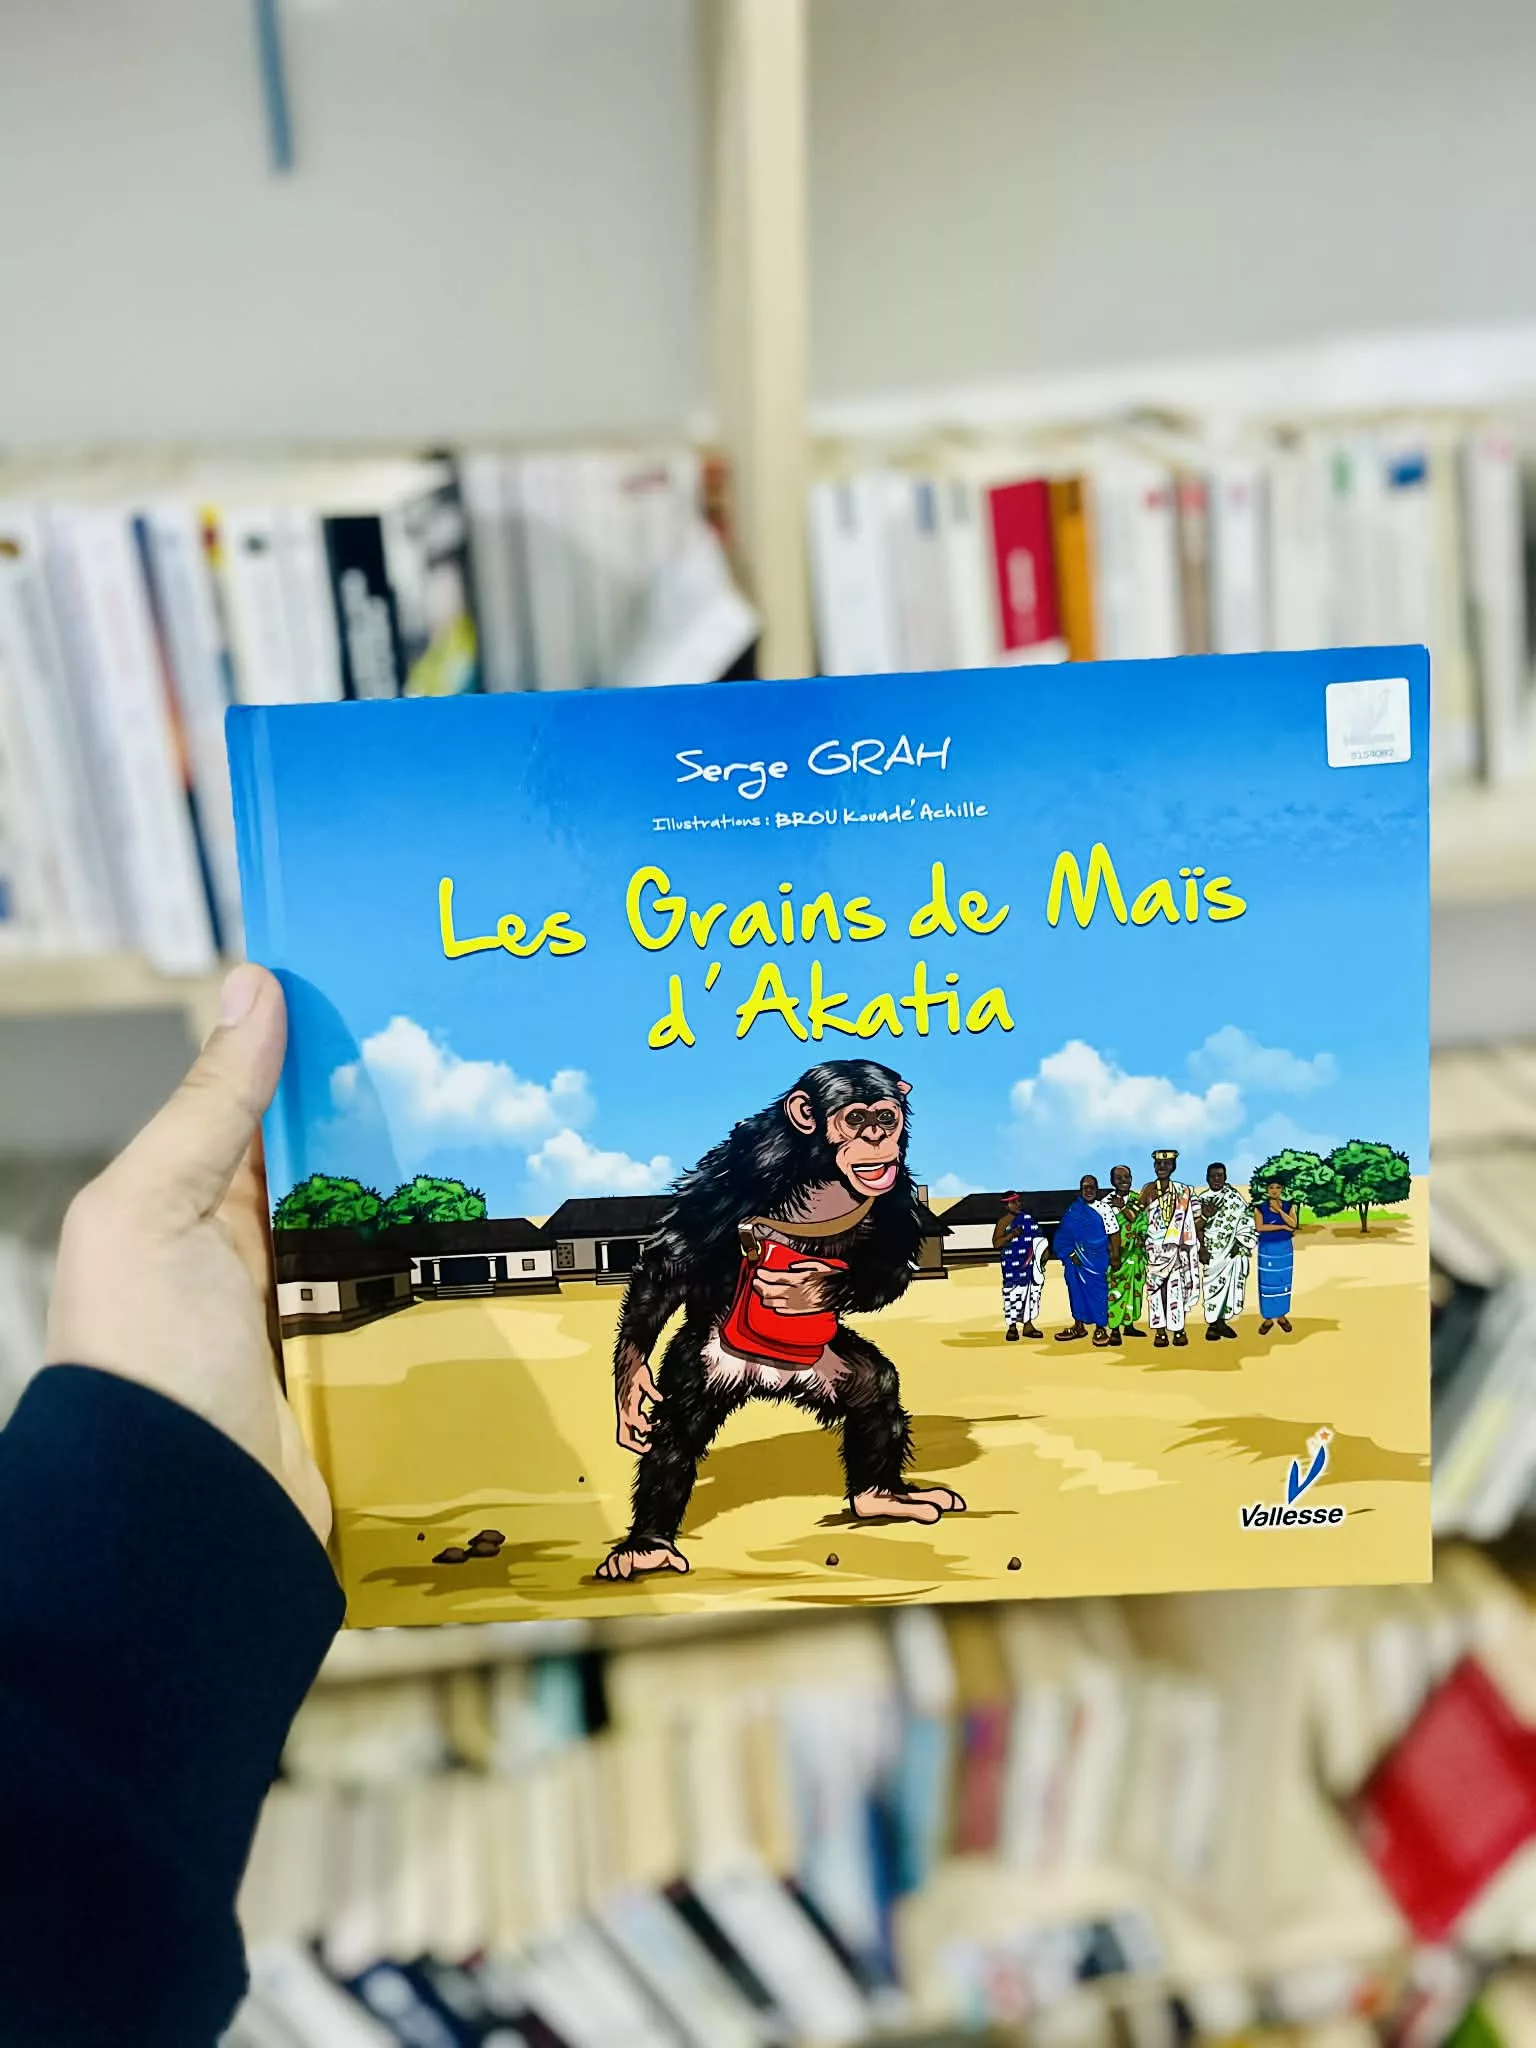 Serge GRAH
Illustrations : BROU Kouadé Achille
Les Grains de Maïs
d'Akatia
Vallesse